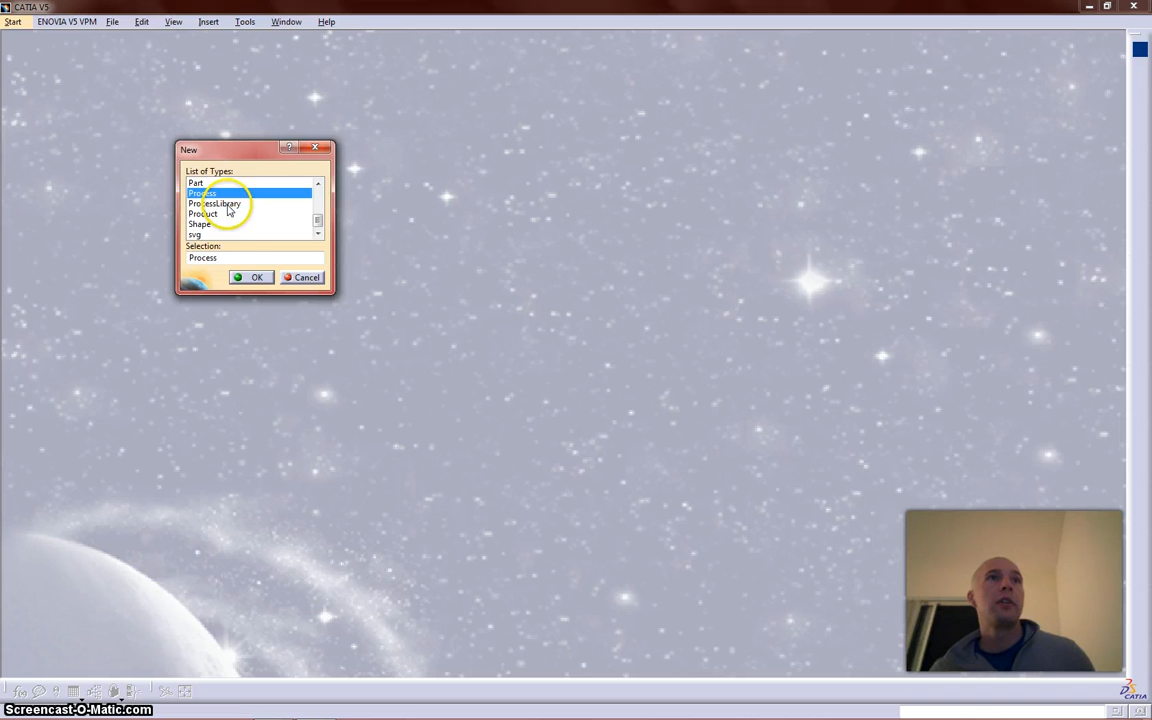 CATIA V5
Start ENOVIA V5 VPM File Edit View Insert Tools Window Help
New
List of Types:
Part
Process
ProcessLibrary
Product
Shape
svg
Selection:
Process
OK Cancel
f(x)
CATIA
Screencast-O-Matic.com